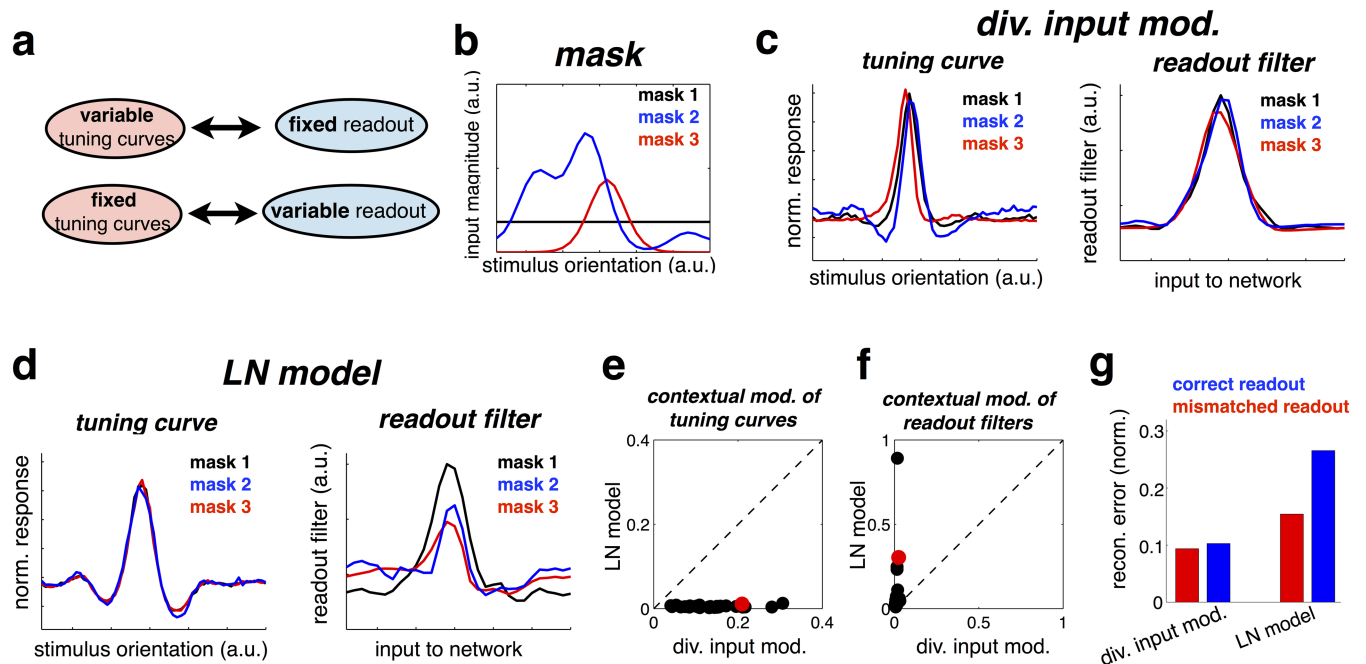 a
variable
tuning curves
fixed readout
fixed
tuning curves
variable readout
b
mask
input magnitude (a.u.)
mask 1
mask 2
mask 3
stimulus orientation (a.u.)
c
div. input mod.
tuning curve
norm. response
mask 1
mask 2
mask 3
stimulus orientation (a.u.)
readout filter
readout filter (a.u.)
mask 1
mask 2
mask 3
input to network
d
LN model
tuning curve
norm. response
mask 1
mask 2
mask 3
stimulus orientation (a.u.)
readout filter
readout filter (a.u.)
mask 1
mask 2
mask 3
input to network
e
contextual mod. of
tuning curves
LN model
0.4
0.2
0
0
0.2
0.4
div. input mod.
f
contextual mod. of
readout filters
LN model
1
0.5
0
0
0.5
1
div. input mod.
g
correct readout
mismatched readout
recon. error (norm.)
0.3
0.2
0.1
0
div. input mod.
LN model